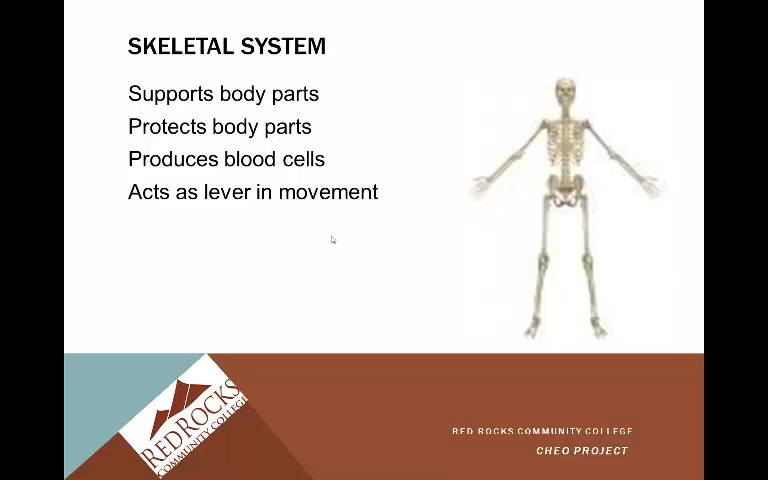 SKELETAL SYSTEM
Supports body parts
Protects body parts
Produces blood cells
Acts as lever in movement
RED ROCKS
COMMUNITY COLLEGE
RED ROCKS COMMUNITY COLLEGE
CHEO PROJECT